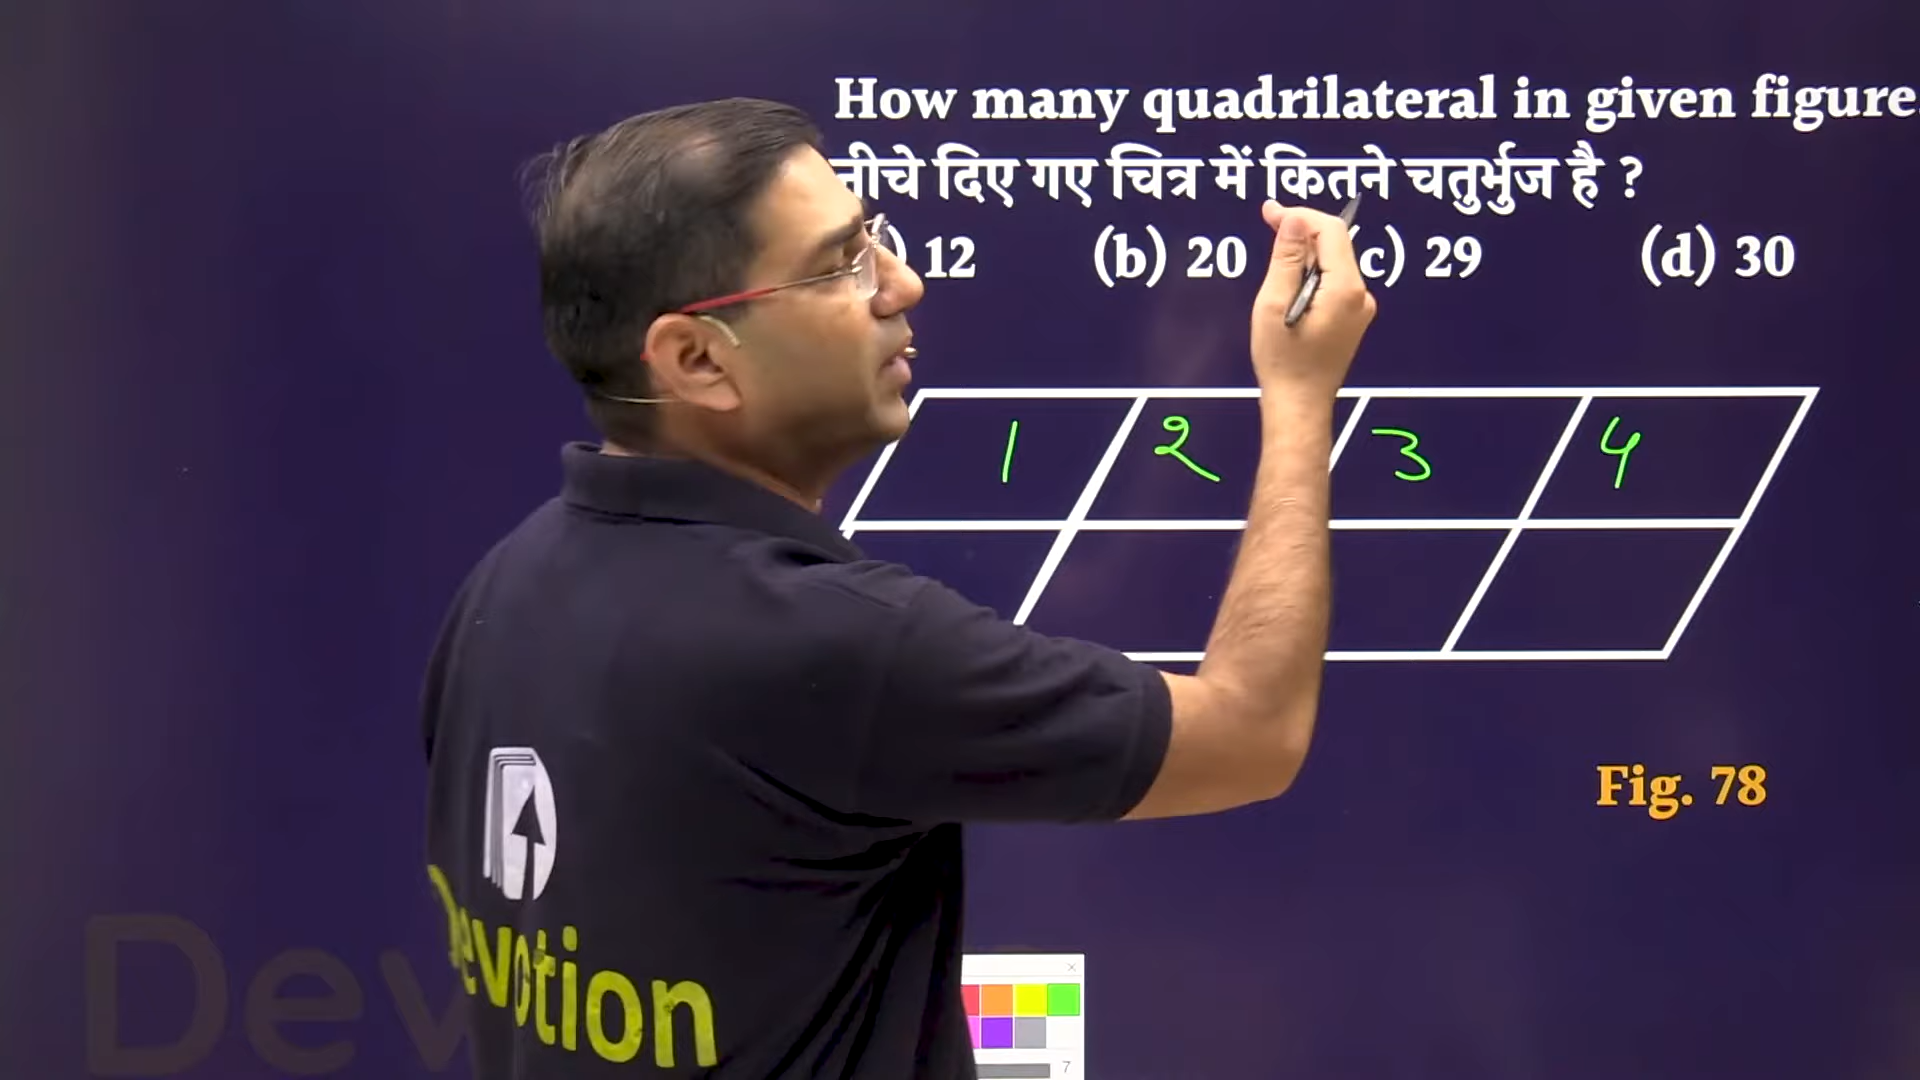 How many quadrilateral in given figure
नीचे दिए गए चित्र में कितने चतुर्भुज है ?
) 12 (b) 20 (c) 29 (d) 30
1 2 3 4
Fig. 78
Devotion
Dev
7